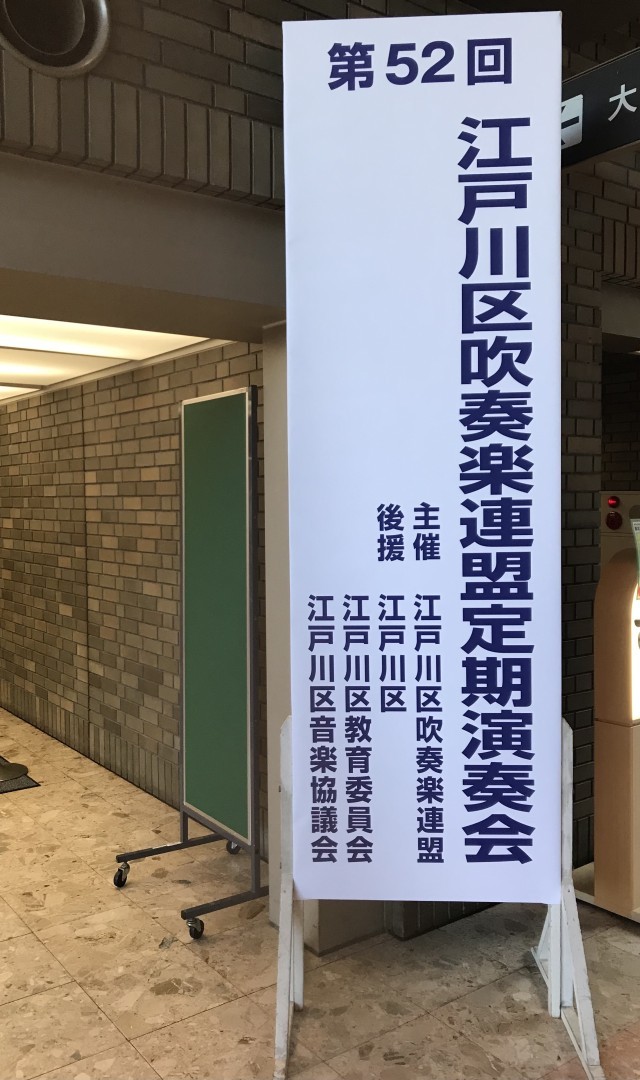 第52回
江戸川区吹奏楽連盟定期演奏会
主催 江戸川区吹奏楽連盟
後援 江戸川区
江戸川区教育委員会
江戸川区音楽協議会
大